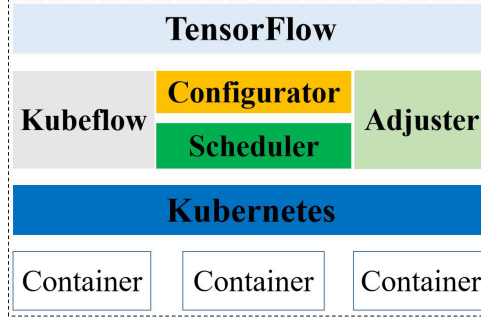 TensorFlow
Kubeflow
Configurator
Scheduler
Adjuster
Kubernetes
Container Container Container